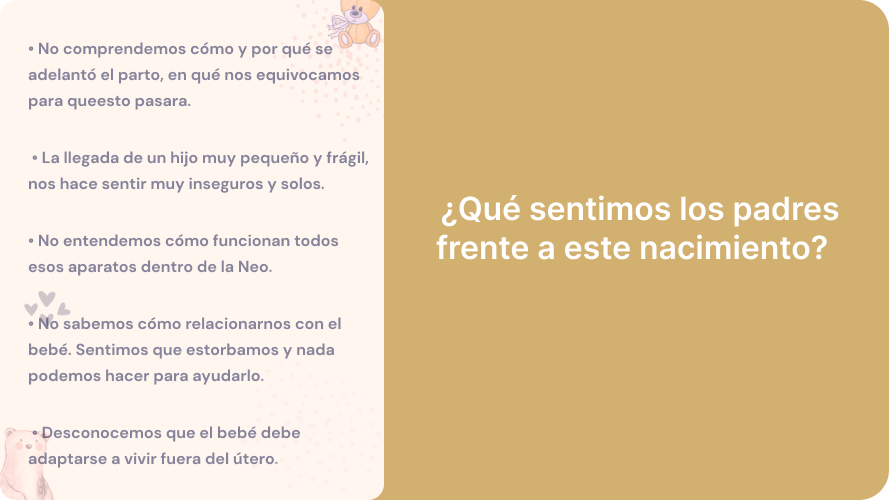 • No comprendemos cómo y por qué se
adelantó el parto, en qué nos equivocamos
para queesto pasara.
• La llegada de un hijo muy pequeño y frágil,
nos hace sentir muy inseguros y solos.
• No entendemos cómo funcionan todos
esos aparatos dentro de la Neo.
• No sabemos cómo relacionarnos con el
bebé. Sentimos que estorbamos y nada
podemos hacer para ayudarlo.
• Desconocemos que el bebé debe
adaptarse a vivir fuera del útero.
¿Qué sentimos los padres
frente a este nacimiento?